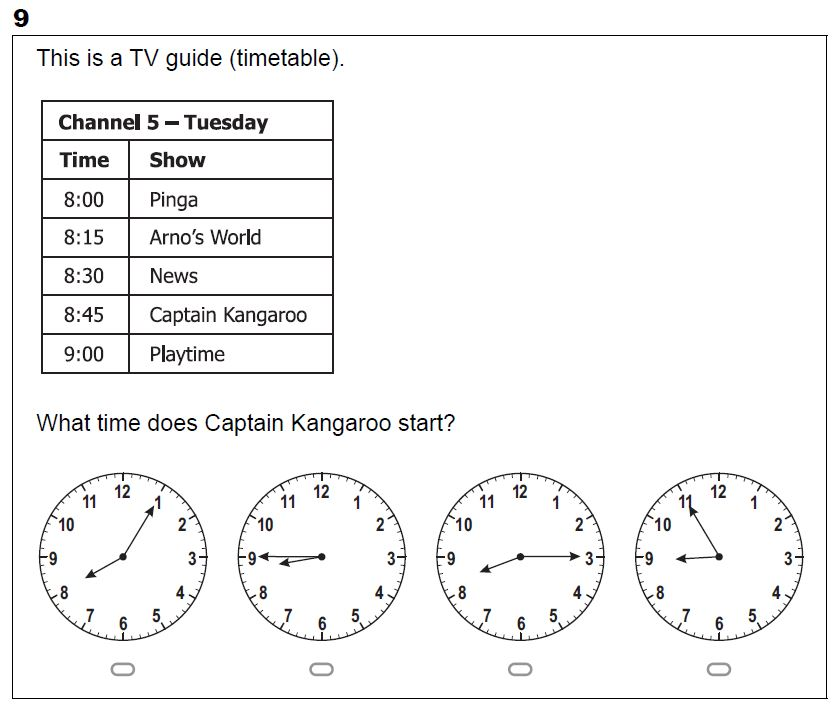 9
This is a TV guide (timetable).
Channel 5 – Tuesday
Time Show
8:00 Pinga
8:15 Arno's World
8:30 News
8:45 Captain Kangaroo
9:00 Playtime
What time does Captain Kangaroo start?
12 1 2 3 4 5 6 7 8 9 10 11
12 1 2 3 4 5 6 7 8 9 10 11
12 1 2 3 4 5 6 7 8 9 10 11
12 1 2 3 4 5 6 7 8 9 10 11